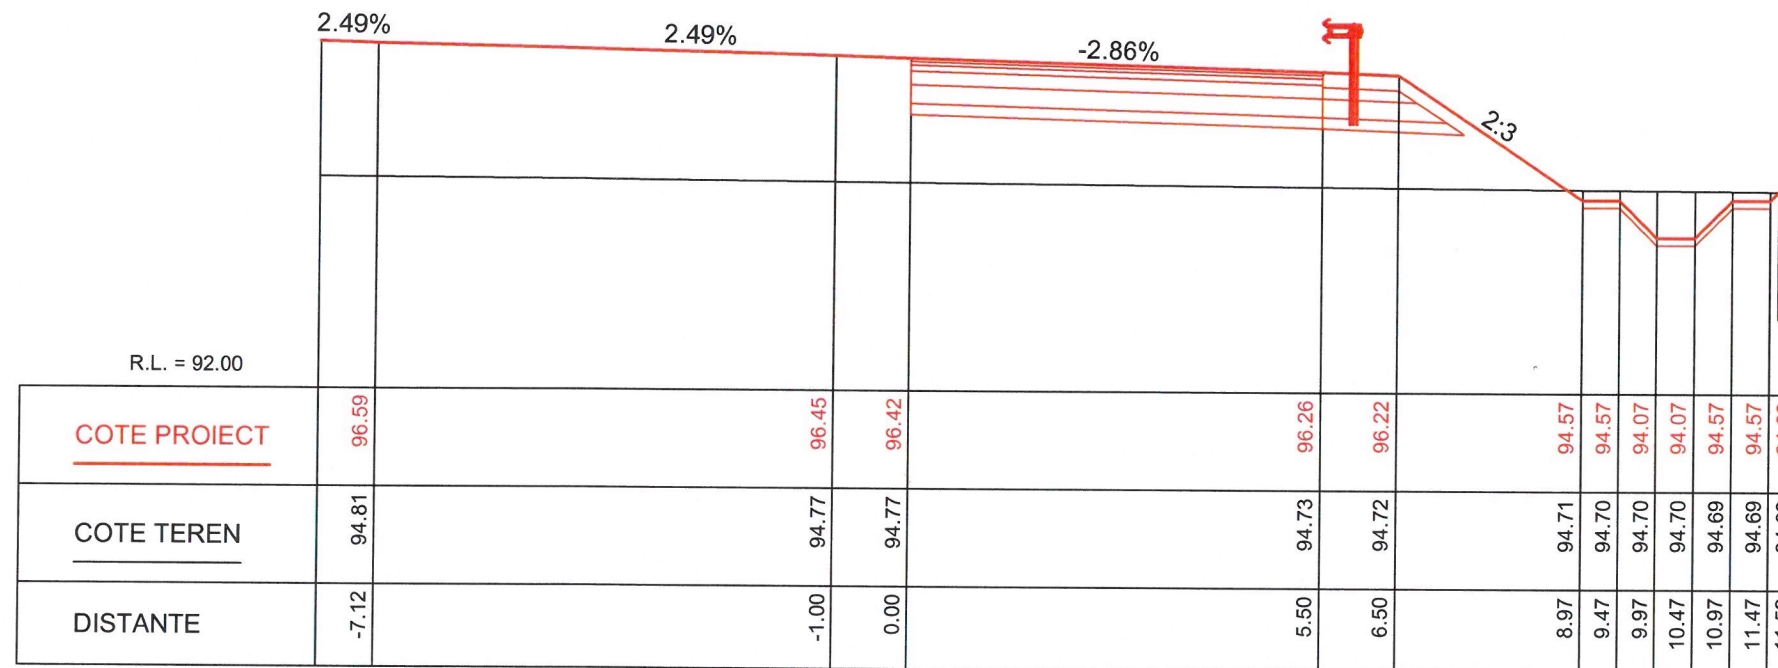 2.49%
2.49%
-2.86%
2:3
R.L. = 92.00
COTE PROIECT 96.59 96.45 96.42 96.26 96.22 94.57 94.57 94.07 94.07 94.57 94.57
COTE TEREN 94.81 94.77 94.77 94.73 94.72 94.71 94.70 94.70 94.70 94.69 94.69
DISTANTE -7.12 -1.00 0.00 5.50 6.50 8.97 9.47 9.97 10.47 10.97 11.47